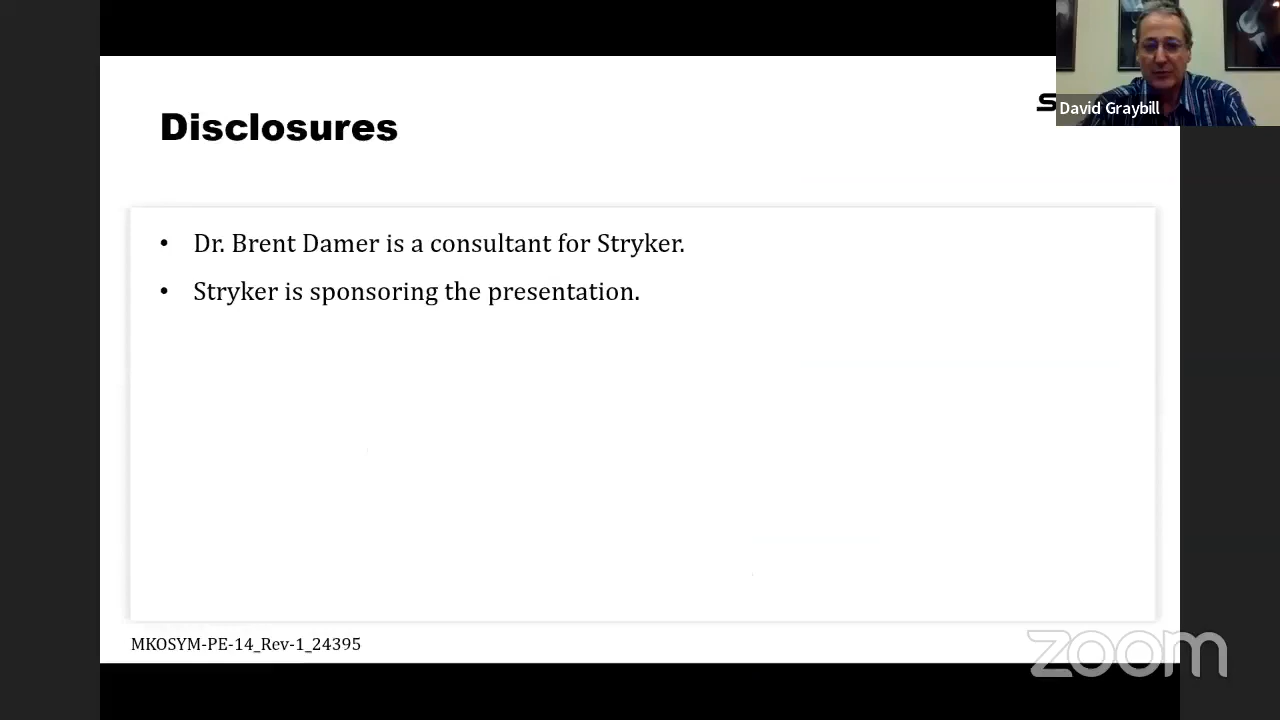 Disclosures
S
David Graybill
• Dr. Brent Damer is a consultant for Stryker.
• Stryker is sponsoring the presentation.
MKOSYM-PE-14_Rev-1_24395
zoom